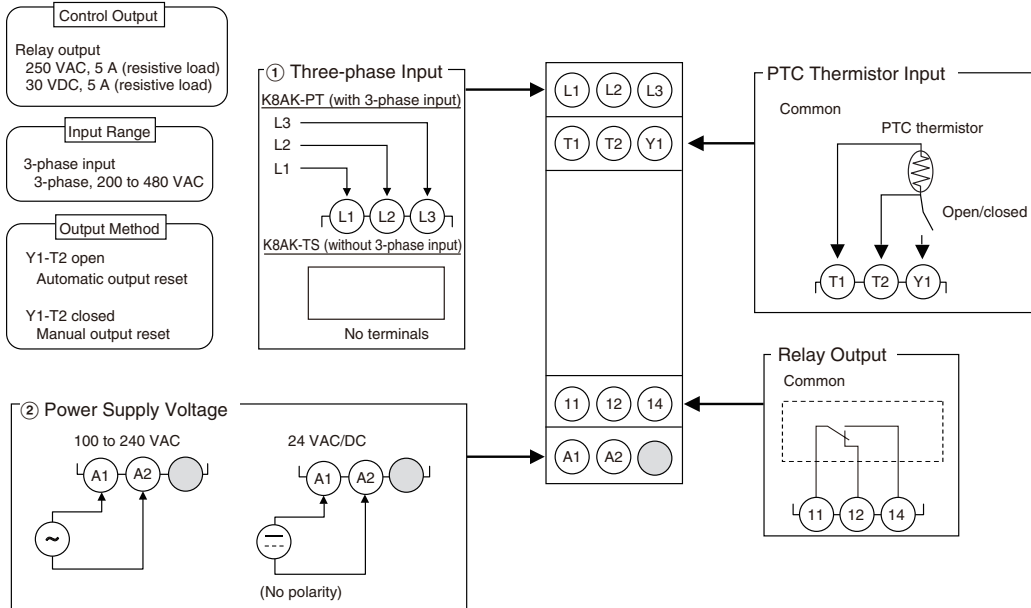 Control Output
Relay output
250 VAC, 5 A (resistive load)
30 VDC, 5 A (resistive load)
Input Range
3-phase input
3-phase, 200 to 480 VAC
Output Method
Y1-T2 open
Automatic output reset
Y1-T2 closed
Manual output reset
① Three-phase Input
K8AK-PT (with 3-phase input)
L3
L2
L1
L1 L2 L3
K8AK-TS (without 3-phase input)
No terminals
② Power Supply Voltage
100 to 240 VAC
A1 A2
~
24 VAC/DC
A1 A2
(No polarity)
L1 L2 L3
T1 T2 Y1
11 12 14
A1 A2
PTC Thermistor Input
Common
PTC thermistor
Open/closed
T1 T2 Y1
Relay Output
Common
11 12 14